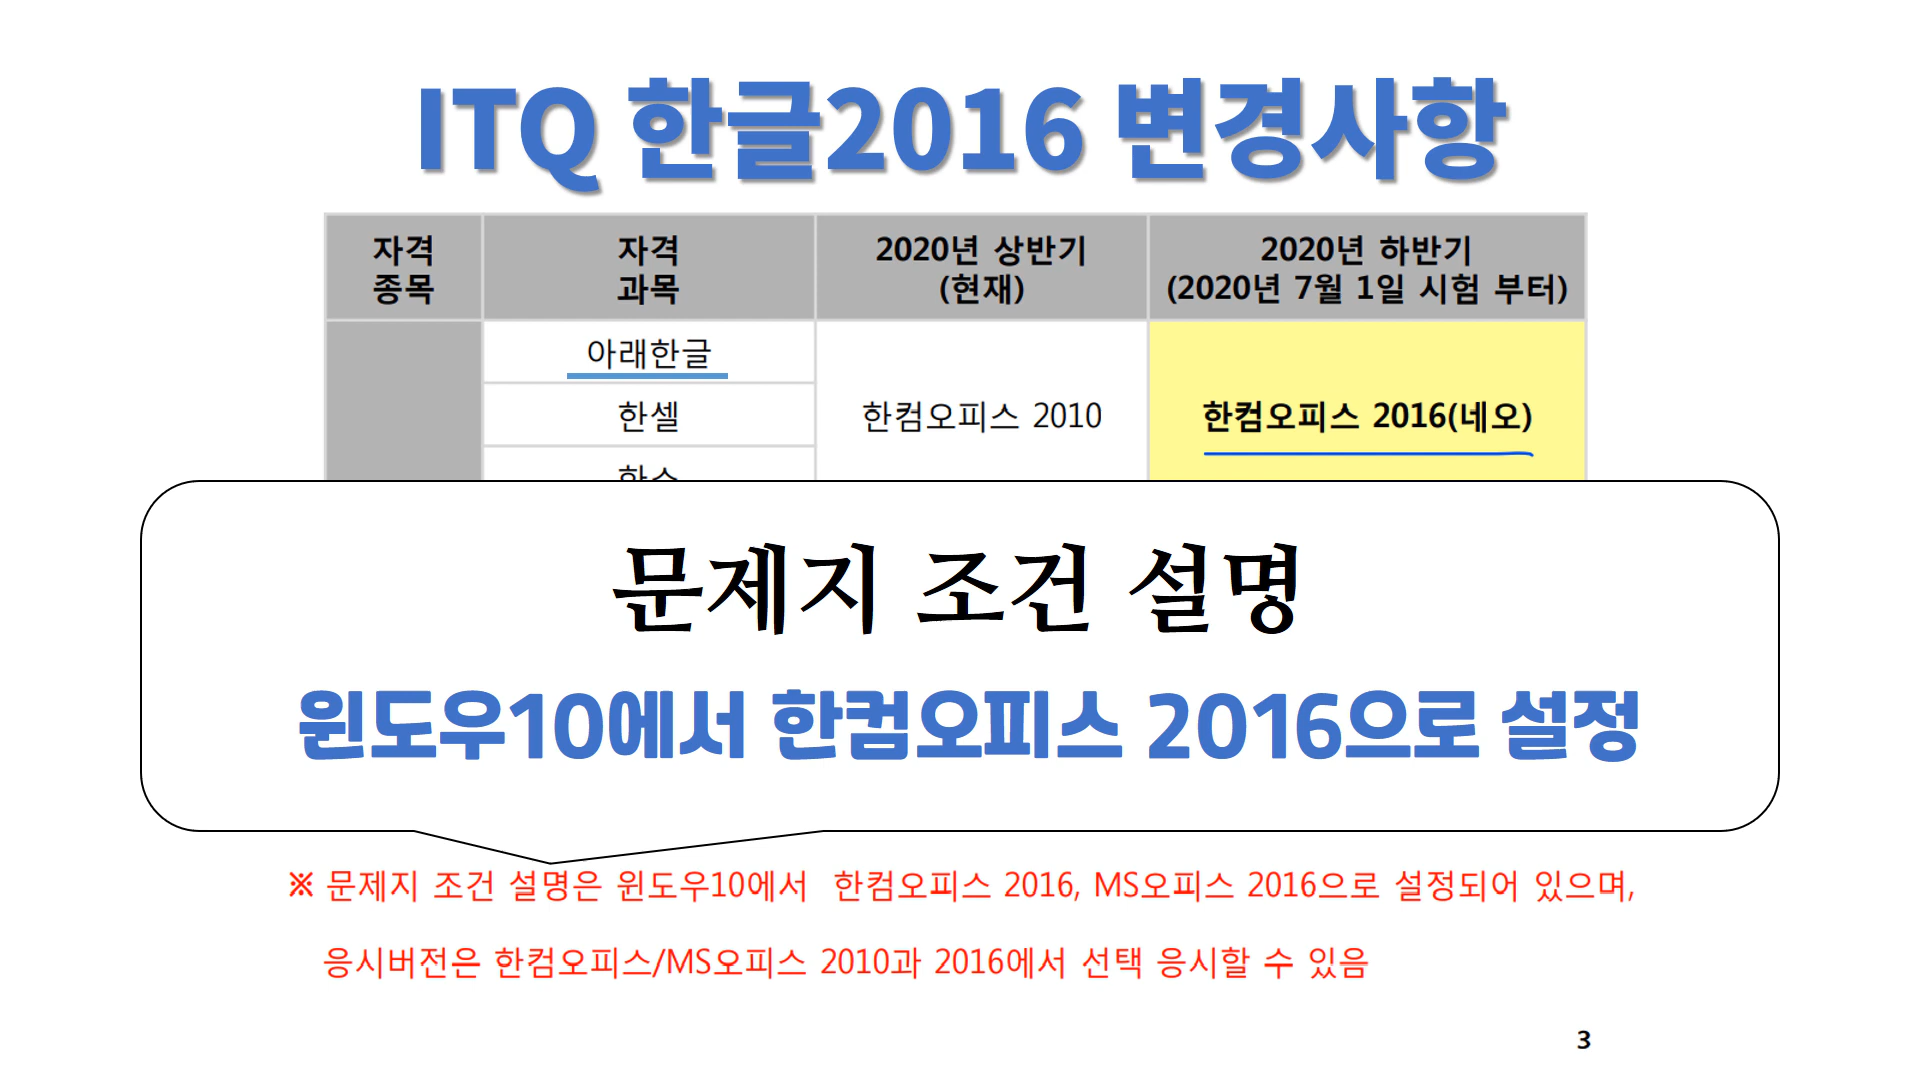 ITQ 한글2016 변경사항
자격 종목
자격 과목
2020년 상반기
(현재)
2020년 하반기
(2020년 7월 1일 시험 부터)
아래한글
한셀
한컴오피스 2010
한컴오피스 2016(네오)
문제지 조건 설명
윈도우10에서 한컴오피스 2016으로 설정
※ 문제지 조건 설명은 윈도우10에서 한컴오피스 2016, MS오피스 2016으로 설정되어 있으며,
응시버전은 한컴오피스/MS오피스 2010과 2016에서 선택 응시할 수 있음
3